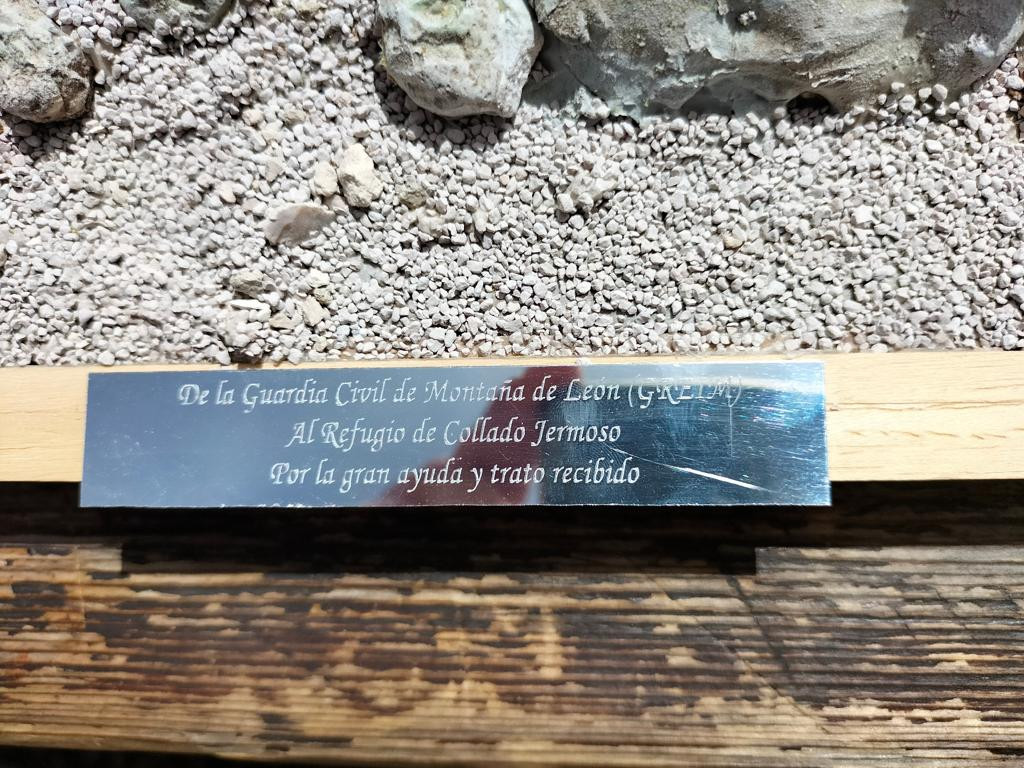 De la Guardia Civil de Montaña de León (GREIM)
Al Refugio de Collado Jermoso
Por la gran ayuda y trato recibido